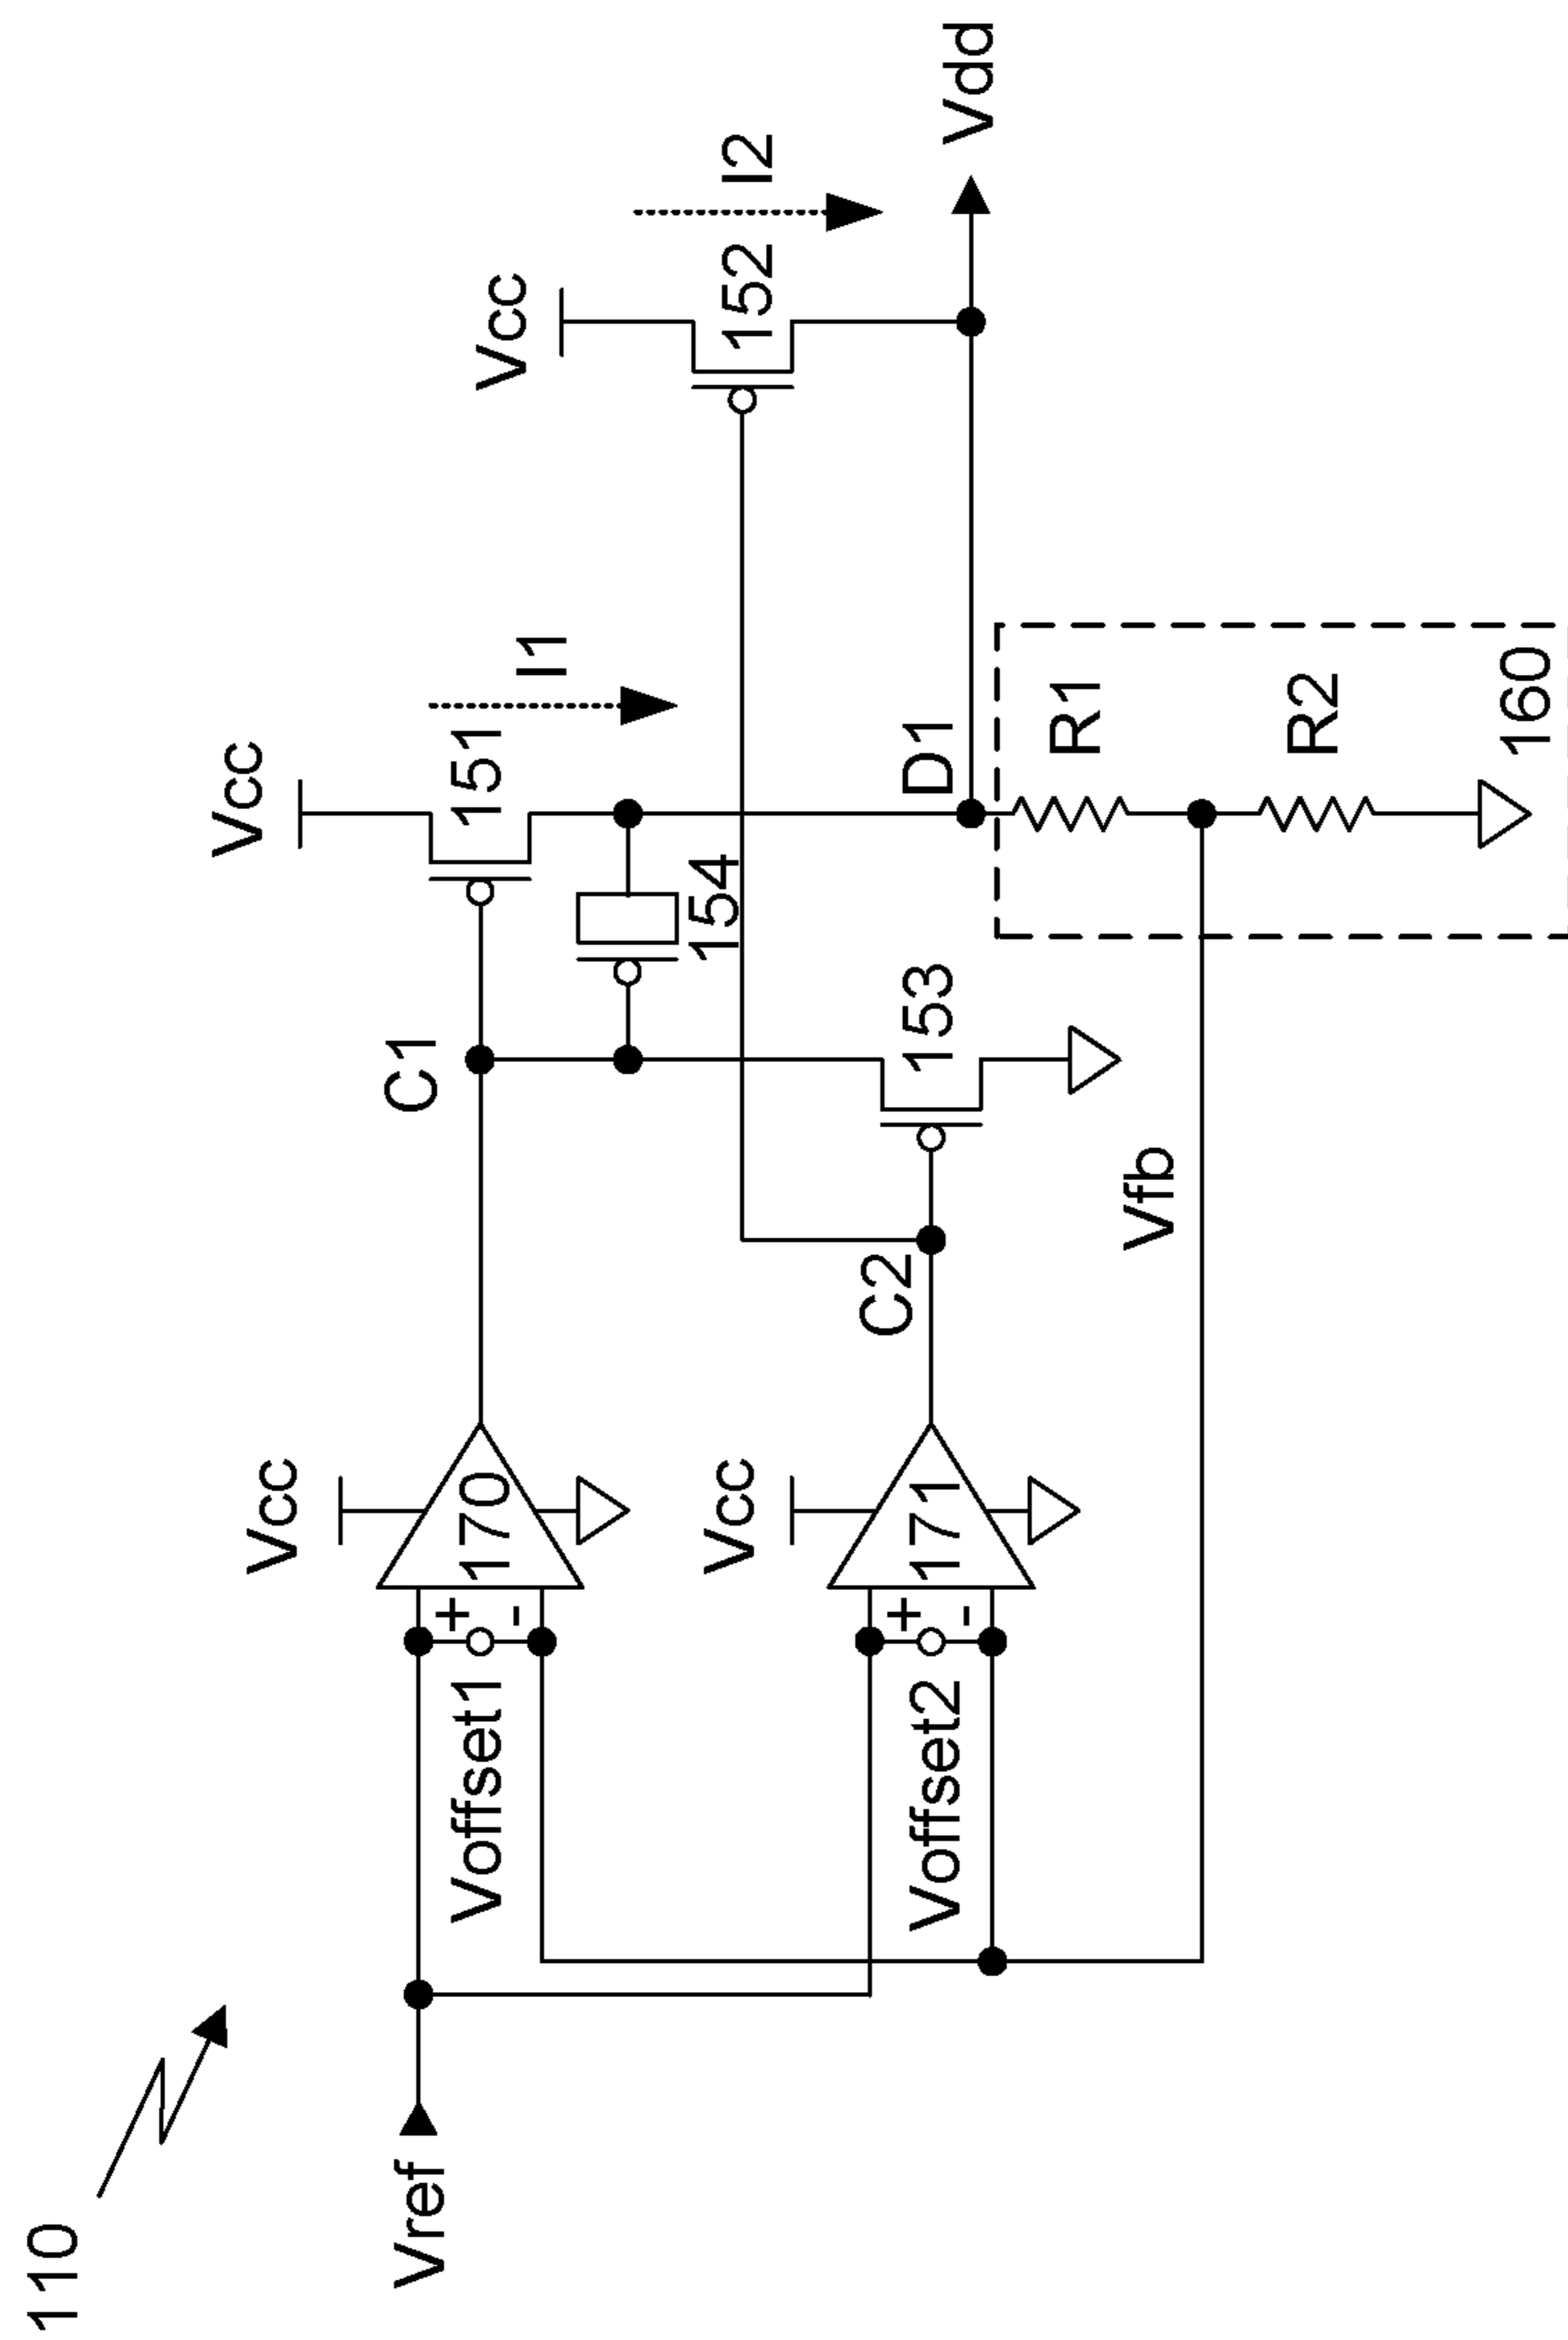 110
Vref
Vcc
170
+
-
Voffset1
C1
Vcc
151
I1
154
Vcc
152
I2
Vcc
171
+
-
Voffset2
C2
153
D1
Vdd
Vfb
R1
R2
160